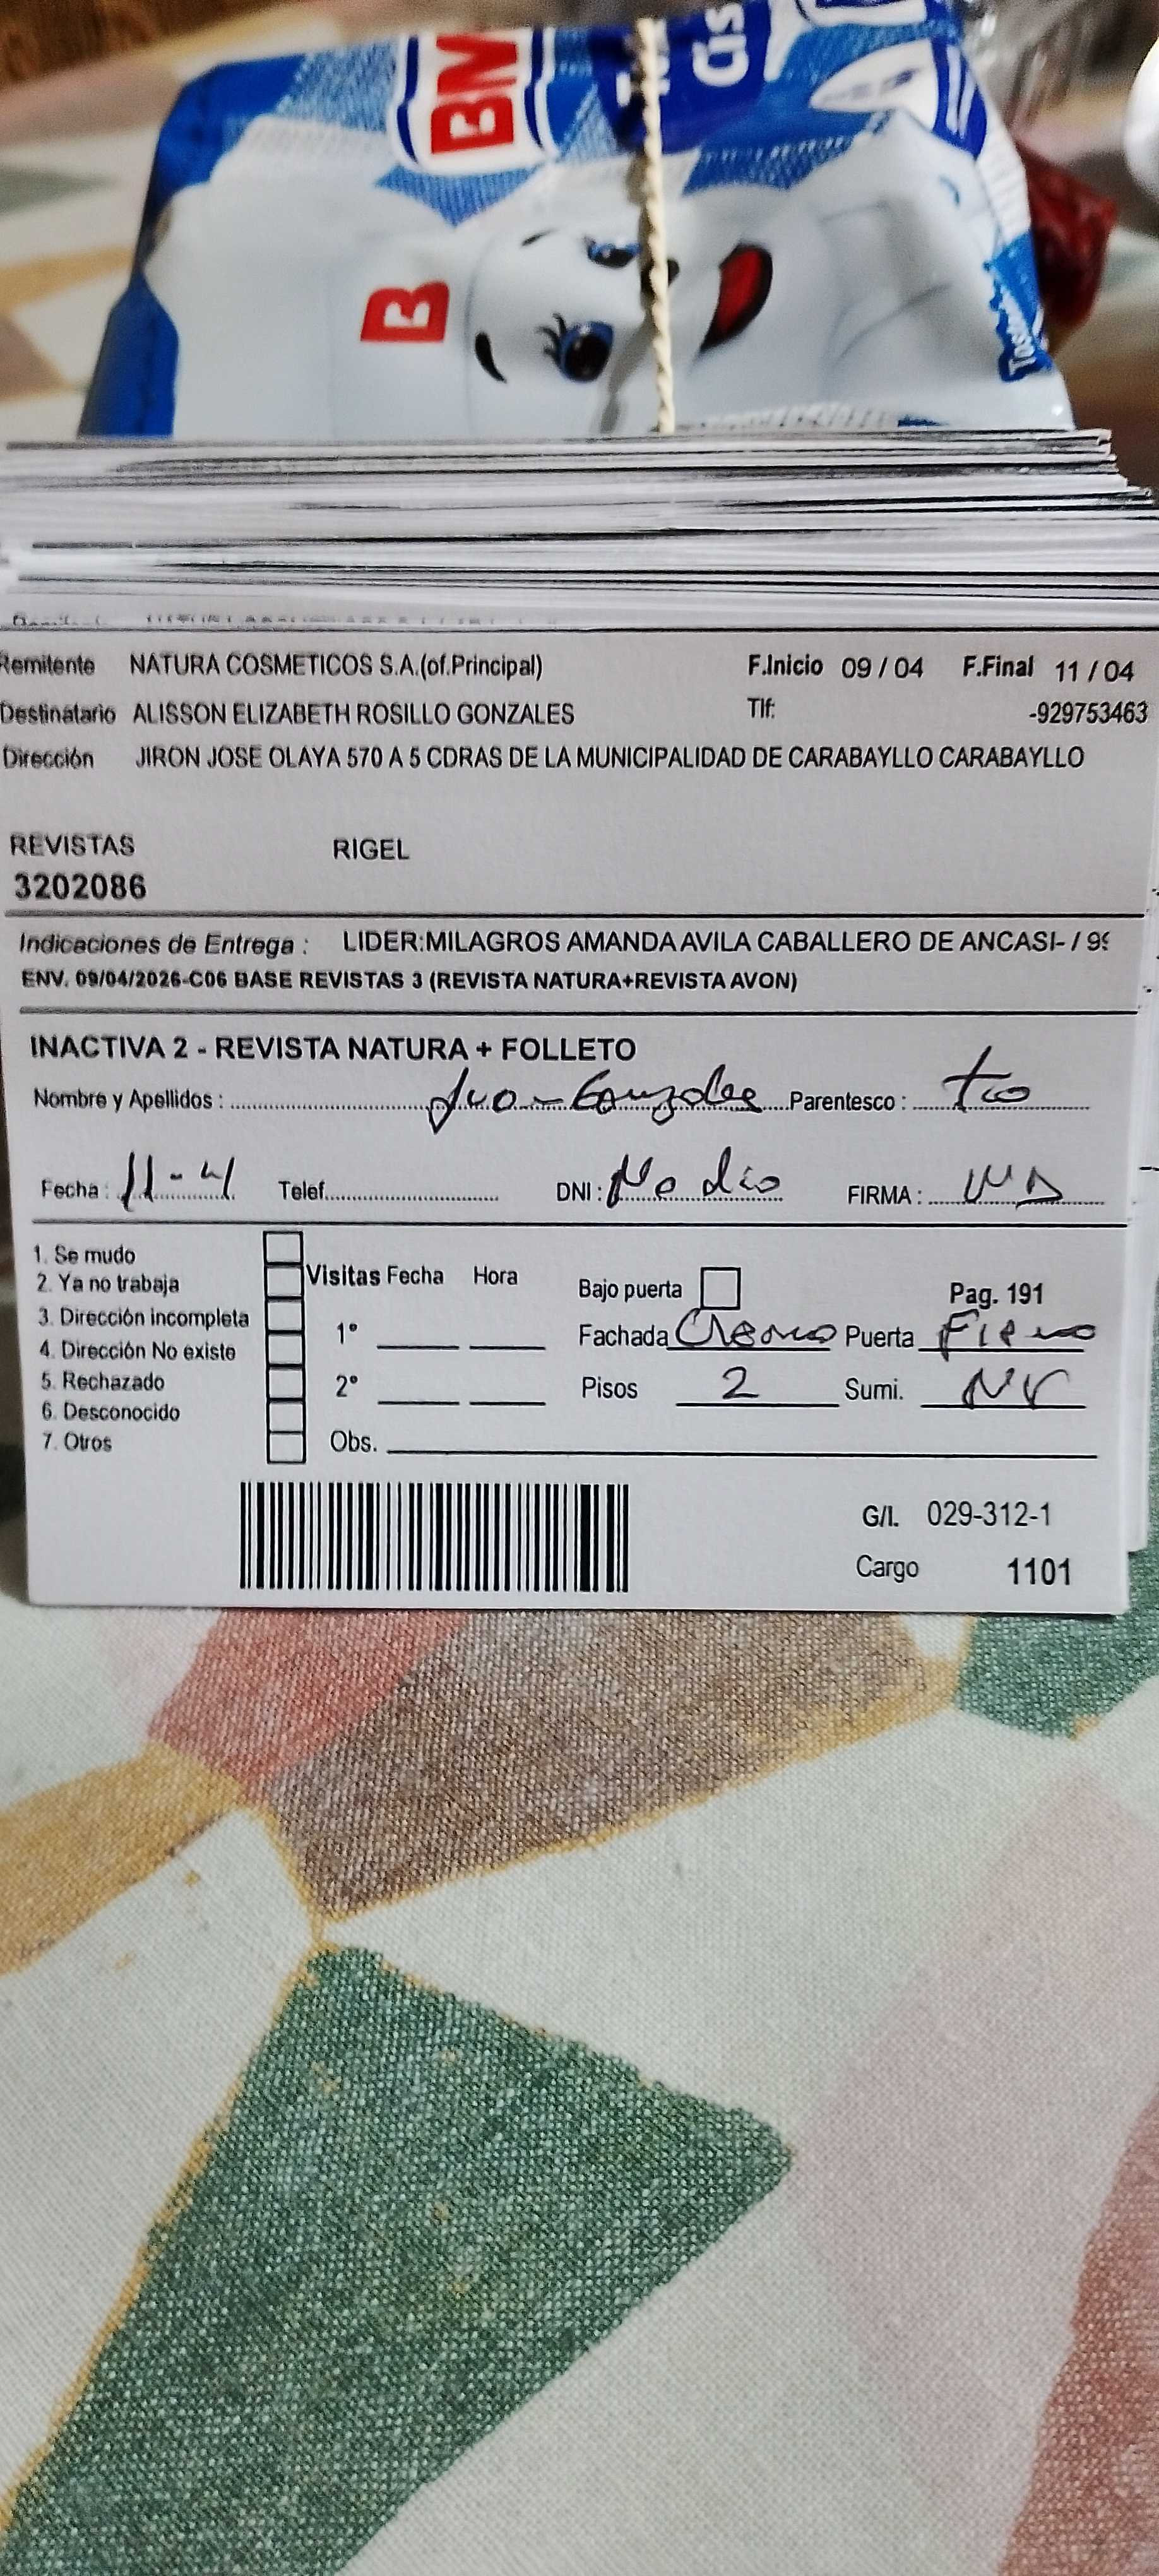 BM
B
Remitente NATURA COSMETICOS S.A.(of.Principal) F.Inicio 09 / 04 F.Final 11 / 04
Destinatario ALISSON ELIZABETH ROSILLO GONZALES Tlf: -929753463
Dirección JIRON JOSE OLAYA 570 A 5 CDRAS DE LA MUNICIPALIDAD DE CARABAYLLO CARABAYLLO
REVISTAS RIGEL
3202086
Indicaciones de Entrega : LIDER:MILAGROS AMANDA AVILA CABALLERO DE ANCASI- / 99
ENV. 09/04/2026-C06 BASE REVISTAS 3 (REVISTA NATURA+REVISTA AVON)
INACTIVA 2 - REVISTA NATURA + FOLLETO
Nombre y Apellidos : Gonzales Parentesco : tio
Fecha : 11-4 Telef. DNI : No dio FIRMA :
1. Se mudo
2. Ya no trabaja
3. Dirección incompleta
4. Dirección No existe
5. Rechazado
6. Desconocido
7. Otros
Visitas Fecha Hora
1°
2°
Obs.
Bajo puerta Pag. 191
Fachada Crema Puerta Fierro
Pisos 2 Sumi. NV
G/I. 029-312-1
Cargo 1101